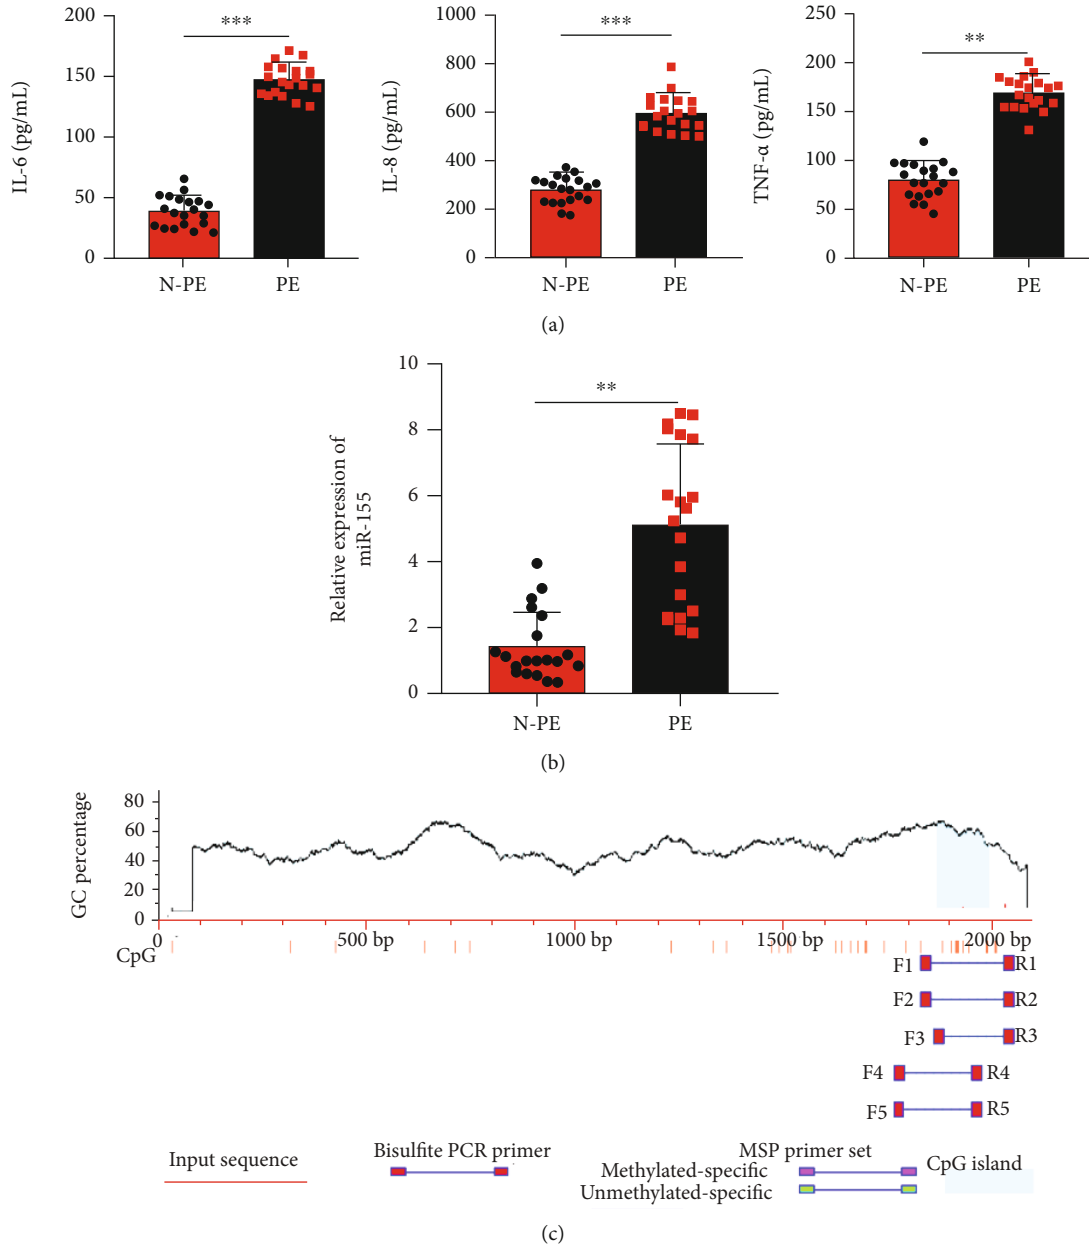 IL-6 (pg/mL)
200
150
100
50
0
***
N-PE
PE
IL-8 (pg/mL)
1000
800
600
400
200
0
***
N-PE
PE
TNF-α (pg/mL)
250
200
150
100
50
0
**
N-PE
PE
(a)
Relative expression of
miR-155
10
8
6
4
2
0
**
N-PE
PE
(b)
GC percentage
80
60
40
20
0
0
500 bp
1000 bp
1500 bp
2000 bp
CpG
F1
R1
F2
R2
F3
R3
F4
R4
F5
R5
Input sequence
Bisulfite PCR primer
MSP primer set
Methylated-specific
Unmethylated-specific
CpG island
(c)